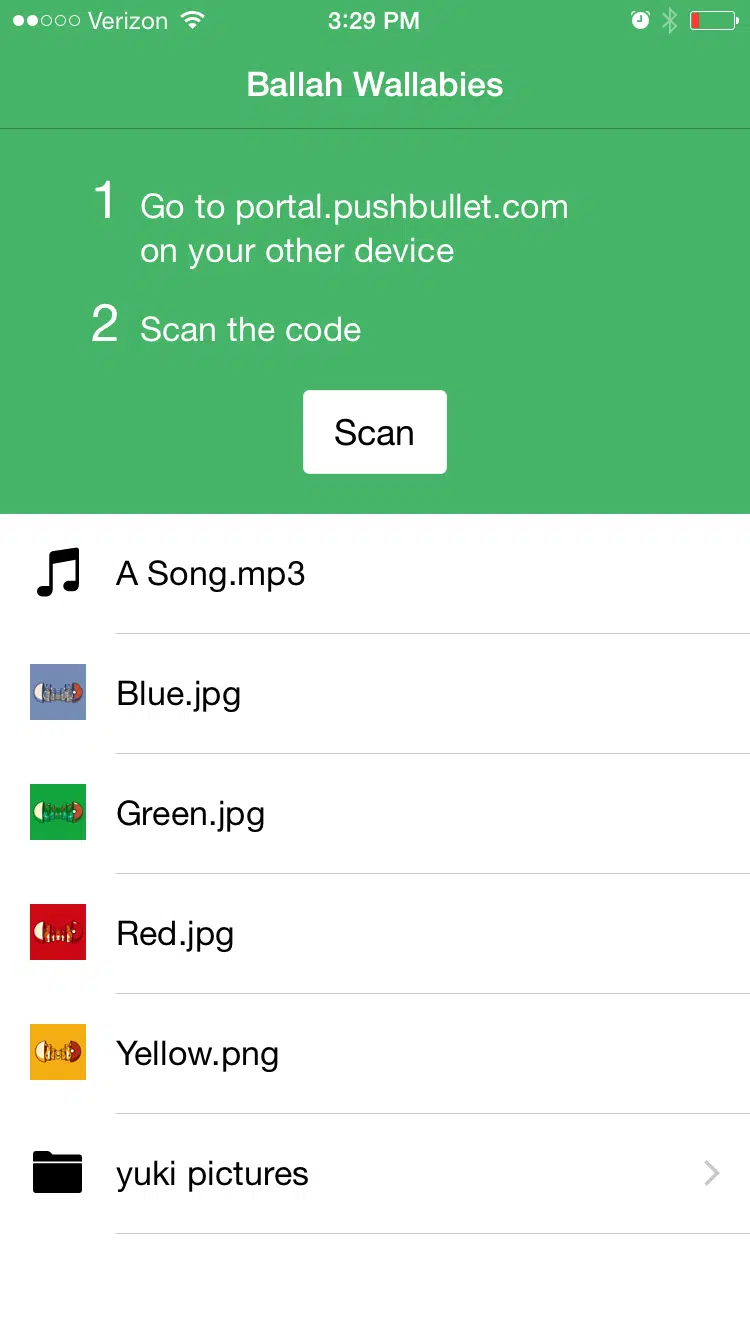 Verizon 3:29 PM
Ballah Wallabies
1 Go to portal.pushbullet.com
on your other device
2 Scan the code
Scan
A Song.mp3
Blue.jpg
Green.jpg
Red.jpg
Yellow.png
yuki pictures